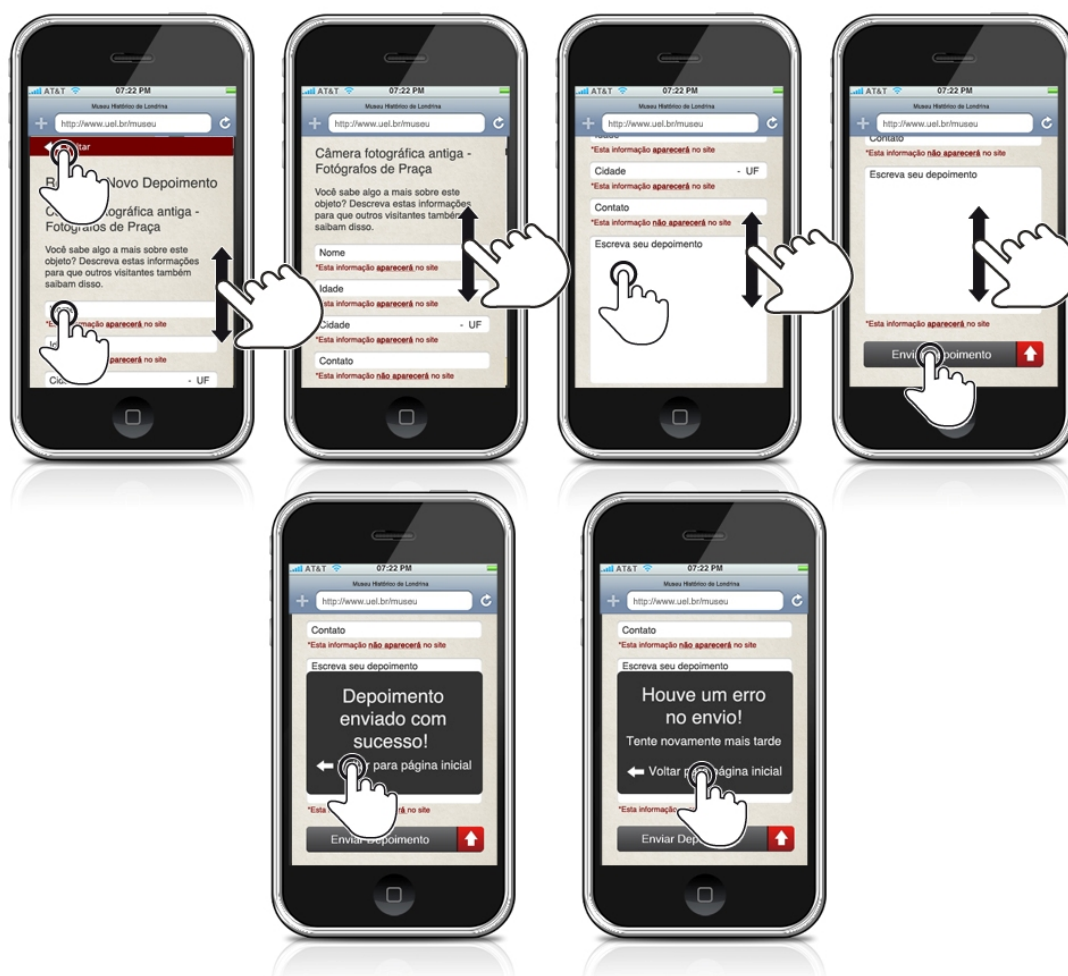 AT&T 07:22 PM
Museu Histórico de Londrina
http://www.uel.br/museu
Novo Depoimento
antiga -
Fotógrafos de Praça
Você sabe algo a mais sobre este
objeto? Descreva estas informações
para que outros visitantes também
saibam disso.
no site
aparecerá no site
- UF
AT&T 07:22 PM
Museu Histórico de Londrina
http://www.uel.br/museu
Câmera fotográfica antiga -
Fotógrafos de Praça
Você sabe algo a mais sobre este
objeto? Descreva estas informações
para que outros visitantes também
saibam disso.
Nome
*Esta informação aparecerá no site
Idade
*Esta informação aparecerá no site
Cidade - UF
*Esta informação aparecerá no site
Contato
*Esta informação não aparecerá no site
AT&T 07:22 PM
Museu Histórico de Londrina
http://www.uel.br/museu
*Esta informação aparecerá no site
Cidade - UF
*Esta informação aparecerá no site
Contato
*Esta informação não aparecerá no site
Escreva seu depoimento
AT&T 07:22 PM
Museu Histórico de Londrina
http://www.uel.br/museu
Contato
*Esta informação não aparecerá no site
Escreva seu depoimento
*Esta informação aparecerá no site
Enviar Depoimento
AT&T 07:22 PM
Museu Histórico de Londrina
http://www.uel.br/museu
Contato
*Esta informação não aparecerá no site
Escreva seu depoimento
Depoimento
enviado com
sucesso!
para página inicial
*Esta no site
Enviar Depoimento
AT&T 07:22 PM
Museu Histórico de Londrina
http://www.uel.br/museu
Contato
*Esta informação não aparecerá no site
Escreva seu depoimento
Houve um erro
no envio!
Tente novamente mais tarde
Voltar para página inicial
*Esta informação no site
Enviar